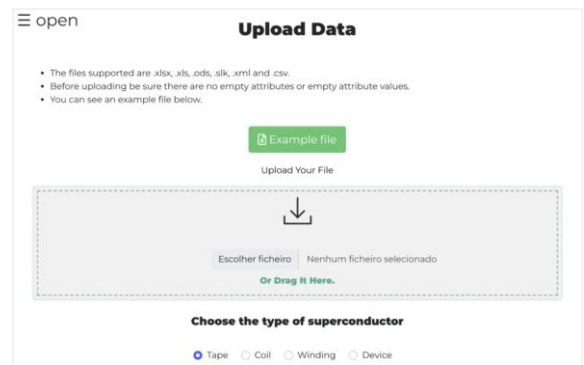 ☰ open
Upload Data
• The files supported are .xlsx, .xls, .ods, .slk, .xml and .csv.
• Before uploading be sure there are no empty attributes or empty attribute values.
• You can see an example file below.
Example file
Upload Your File
Escolher ficheiro Nenhum ficheiro selecionado
Or Drag It Here.
Choose the type of superconductor
Tape Coil Winding Device